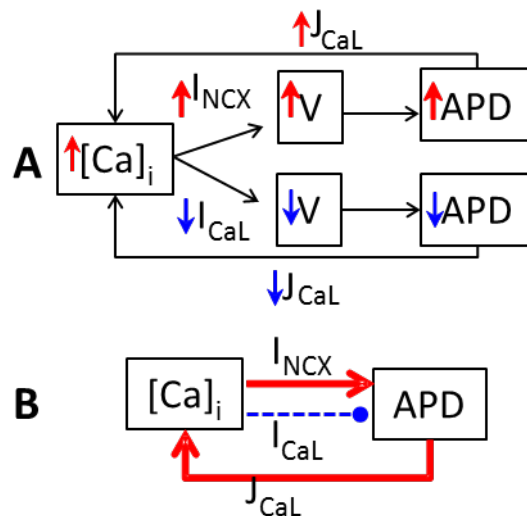 ↑J_CaL
↑I_NCX ↑V ↑APD
A ↑[Ca]_i
↓I_CaL ↓V ↓APD
↓J_CaL
I_NCX
B [Ca]_i APD
I_CaL
J_CaL